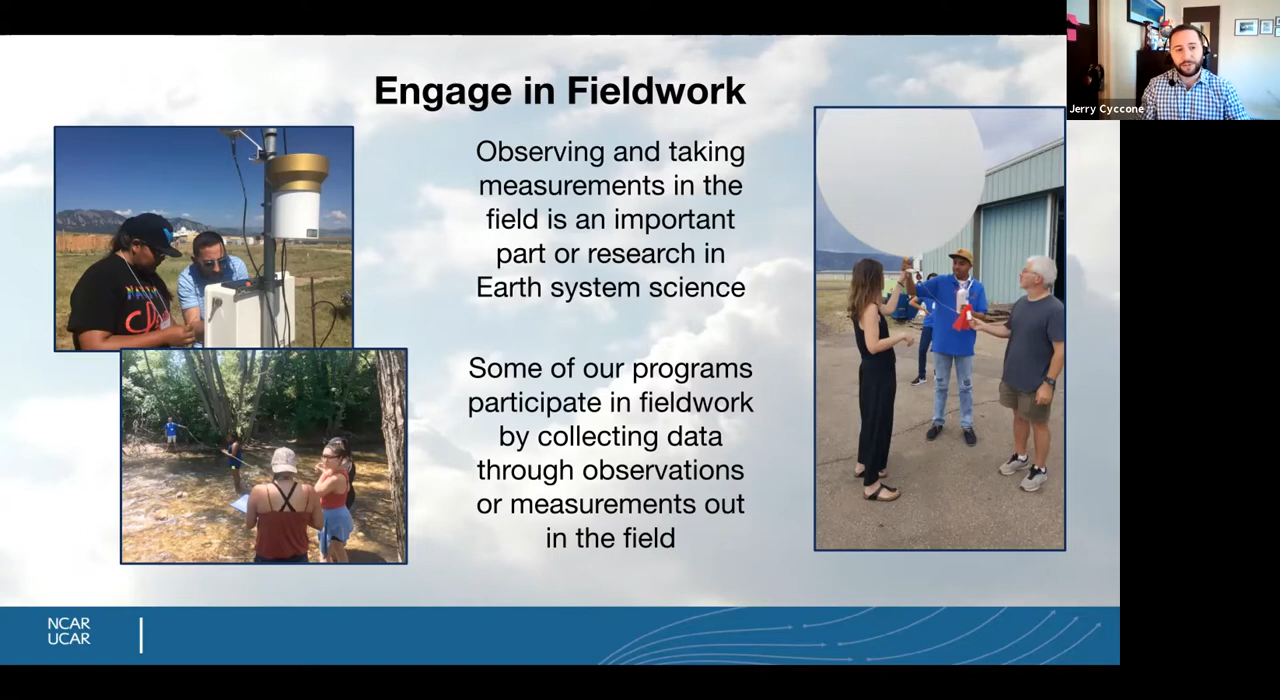 Engage in Fieldwork
Observing and taking
measurements in the
field is an important
part or research in
Earth system science
Some of our programs
participate in fieldwork
by collecting data
through observations
or measurements out
in the field
Jerry Cyccone
NCAR
UCAR